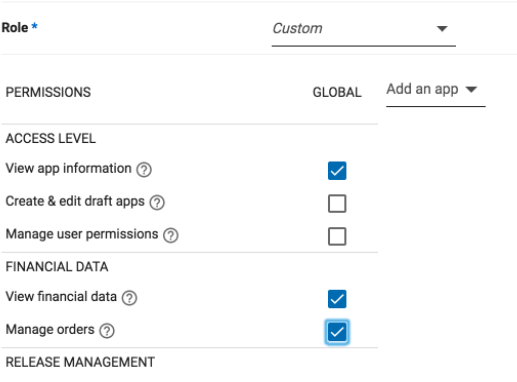 Role *
Custom
PERMISSIONS GLOBAL Add an app
ACCESS LEVEL
View app information
Create & edit draft apps
Manage user permissions
FINANCIAL DATA
View financial data
Manage orders
RELEASE MANAGEMENT